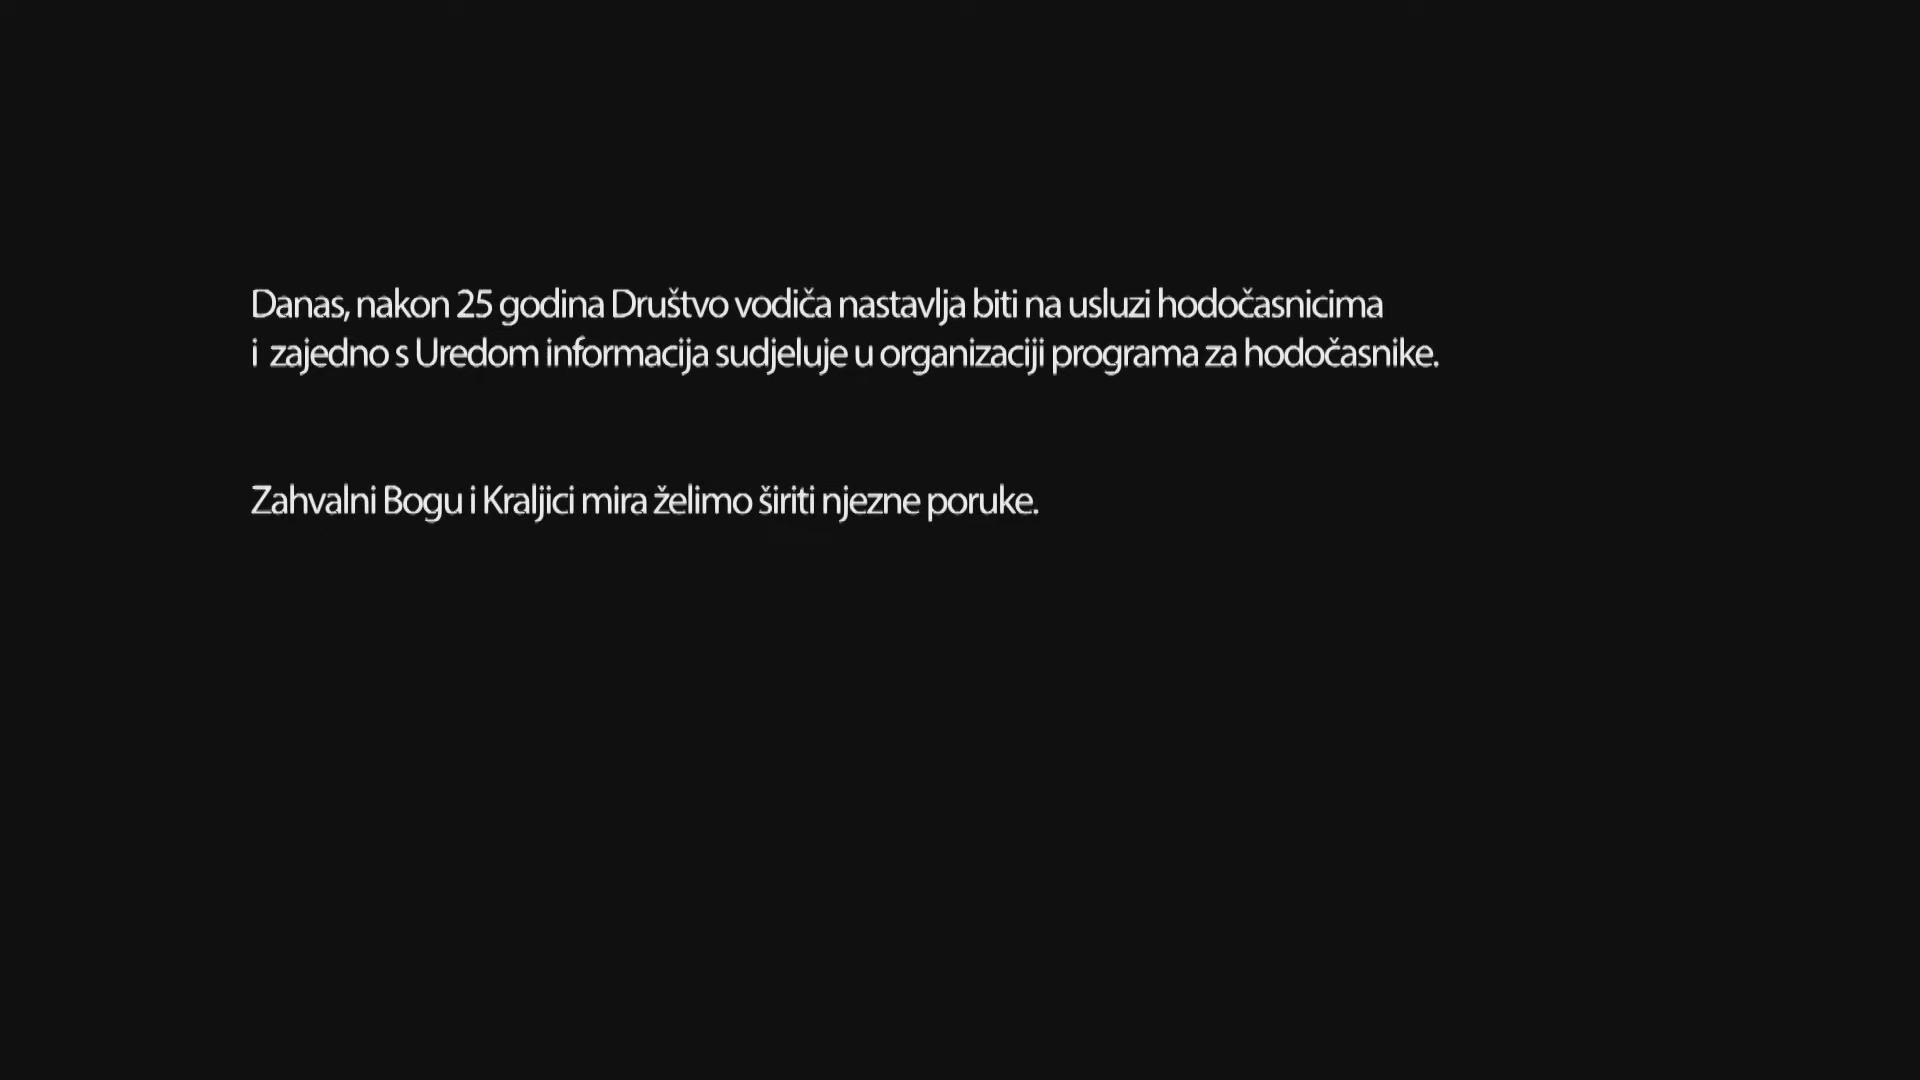 Danas, nakon 25 godina Društvo vodiča nastavlja biti na usluzi hodočasnicima
i zajedno s Uredom informacija sudjeluje u organizaciji programa za hodočasnike.
Zahvalni Bogu i Kraljici mira želimo širiti njezne poruke.